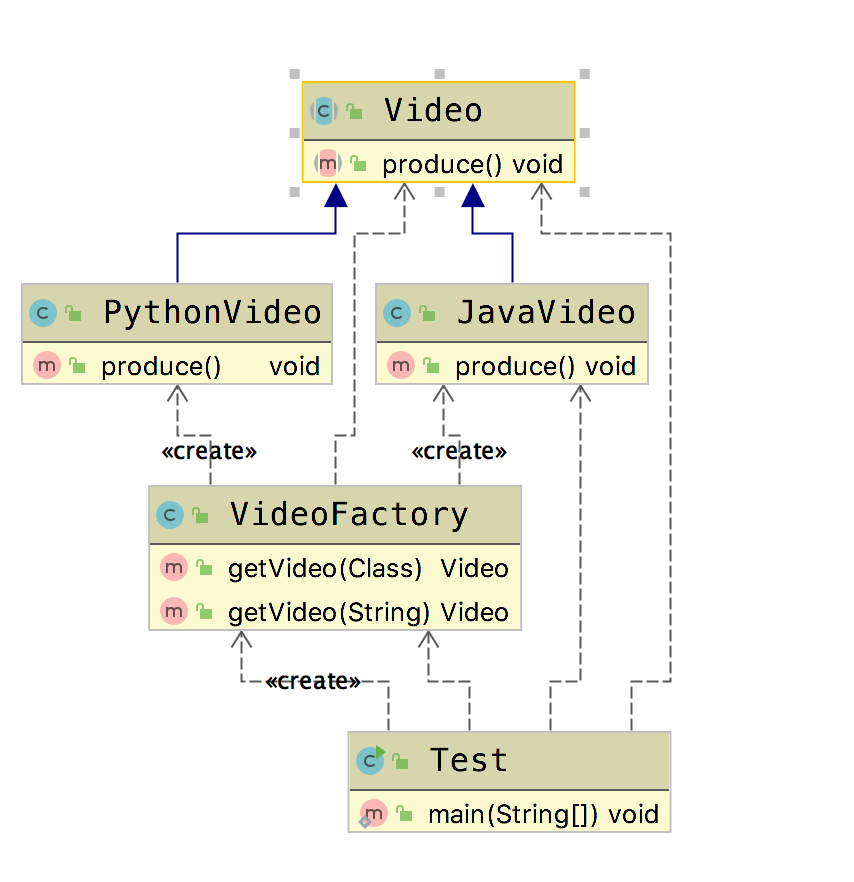 Video
produce() void
PythonVideo
JavaVideo
produce() void
produce() void
«create»
«create»
VideoFactory
getVideo(Class) Video
getVideo(String) Video
«create»
Test
main(String[]) void